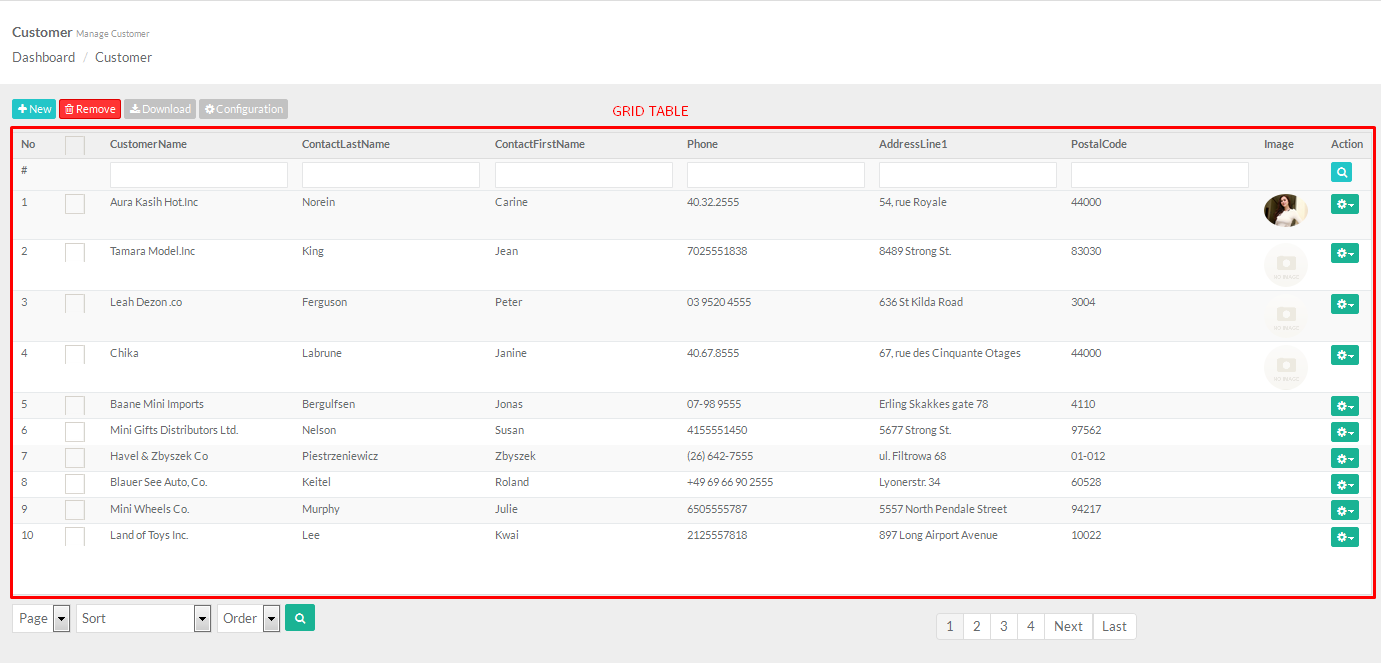 Customer Manage Customer
Dashboard / Customer
New Remove Download Configuration
GRID TABLE
No CustomerName ContactLastName ContactFirstName Phone AddressLine1 PostalCode Image Action
#
1 Aura Kasih Hot.Inc Norein Carine 40.32.2555 54, rue Royale 44000
2 Tamara Model.Inc King Jean 7025551838 8489 Strong St. 83030
NO IMAGE
3 Leah Dezon .co Ferguson Peter 03 9520 4555 636 St Kilda Road 3004
NO IMAGE
4 Chika Labrune Janine 40.67.8555 67, rue des Cinquante Otages 44000
NO IMAGE
5 Baane Mini Imports Bergulfsen Jonas 07-98 9555 Erling Skakkes gate 78 4110
6 Mini Gifts Distributors Ltd. Nelson Susan 4155551450 5677 Strong St. 97562
7 Havel & Zbyszek Co Piestrzeniewicz Zbyszek (26) 642-7555 ul. Filtrowa 68 01-012
8 Blauer See Auto, Co. Keitel Roland +49 69 66 90 2555 Lyonerstr. 34 60528
9 Mini Wheels Co. Murphy Julie 6505555787 5557 North Pendale Street 94217
10 Land of Toys Inc. Lee Kwai 2125557818 897 Long Airport Avenue 10022
Page Sort Order
1 2 3 4 Next Last